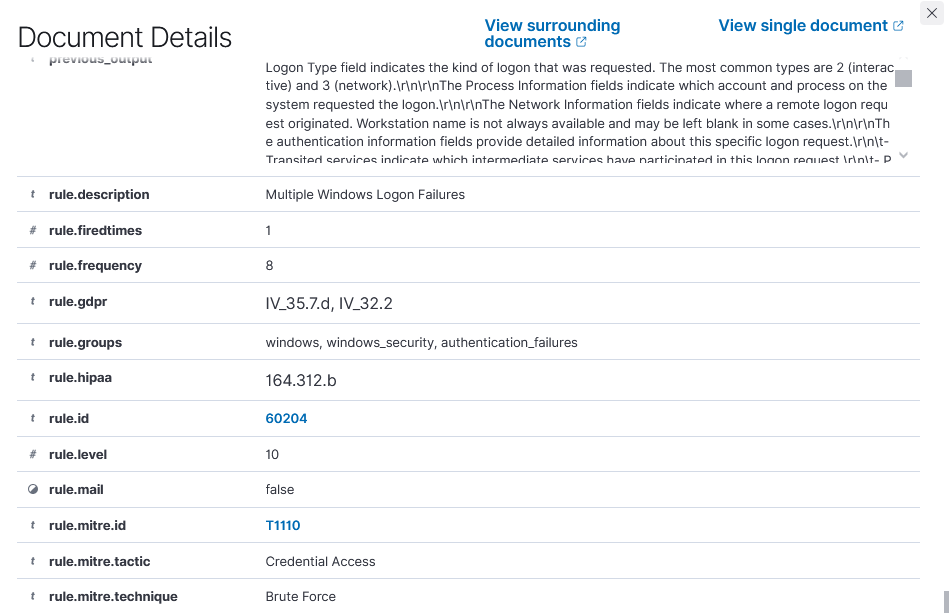 Document Details
View surrounding
documents
View single document
t previous_output
Logon Type field indicates the kind of logon that was requested. The most common types are 2 (interac
tive) and 3 (network).\r\n\r\nThe Process Information fields indicate which account and process on the
system requested the logon.\r\n\r\nThe Network Information fields indicate where a remote logon requ
est originated. Workstation name is not always available and may be left blank in some cases.\r\n\r\nTh
e authentication information fields provide detailed information about this specific logon request.\r\n\t-
Transited services indicate which intermediate services have participated in this logon request.\r\n\t- P
t rule.description Multiple Windows Logon Failures
# rule.firedtimes 1
# rule.frequency 8
t rule.gdpr IV_35.7.d, IV_32.2
t rule.groups windows, windows_security, authentication_failures
t rule.hipaa 164.312.b
t rule.id 60204
# rule.level 10
rule.mail false
t rule.mitre.id T1110
t rule.mitre.tactic Credential Access
t rule.mitre.technique Brute Force